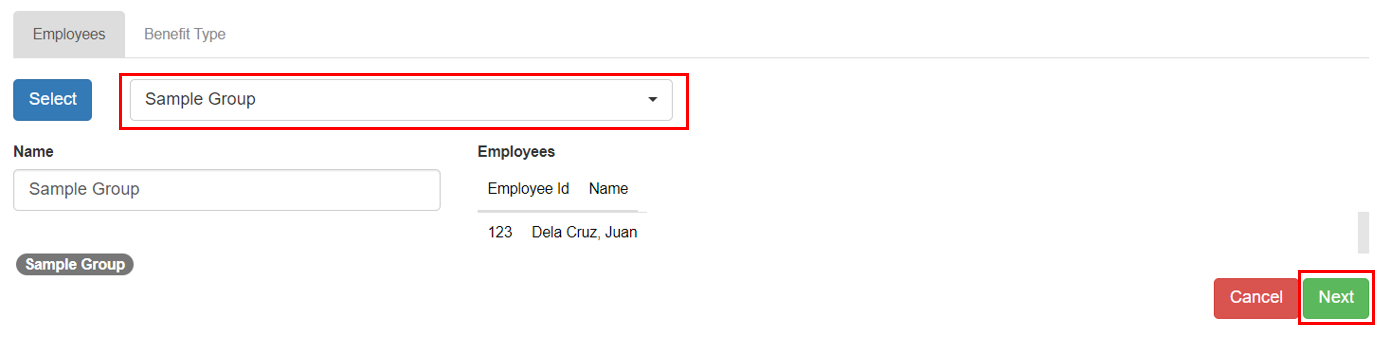 Employees Benefit Type
Select Sample Group
Name Employees
Sample Group
Employee Id Name
123 Dela Cruz, Juan
Sample Group
Cancel Next